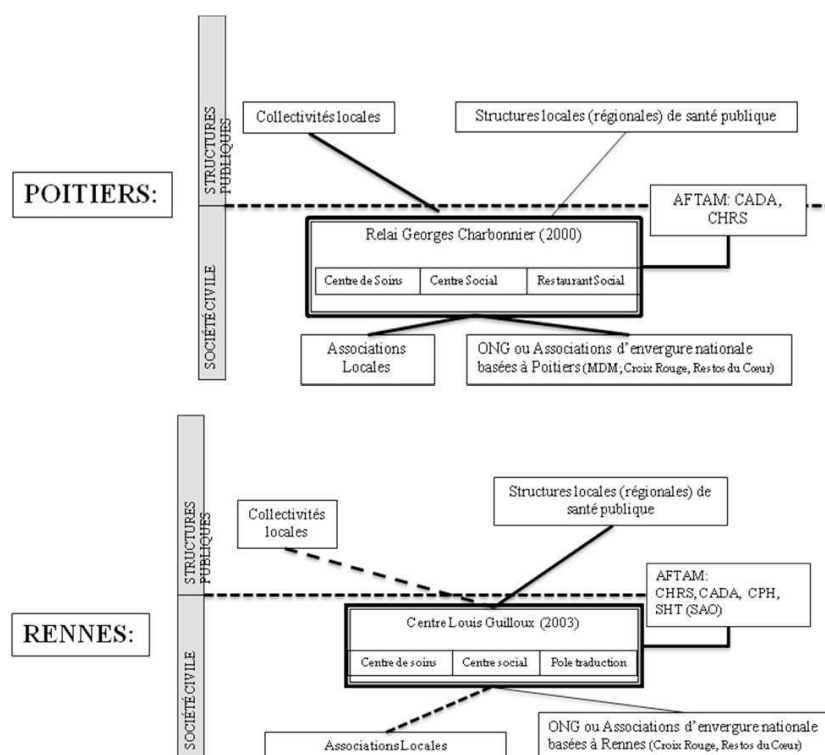 STRUCTURES
PUBLIQUES
Collectivités locales
Structures locales (régionales) de santé publique
POITIERS:
AFTAM: CADA,
CHRS
Relai Georges Charbonnier (2000)
Centre de Soins
Centre Social
Restaurant Social
SOCIÉTÉ CIVILE
Associations
Locales
ONG ou Associations d'envergure nationale
basées à Poitiers (MDM; Croix Rouge, Restos du Cœur)
STRUCTURES
PUBLIQUES
Structures locales (régionales) de
santé publique
Collectivités
locales
AFTAM:
CHRS, CADA, CPH,
SHT (SAO)
RENNES:
Centre Louis Guilloux (2003)
Centre de soins
Centre social
Pole traduction
SOCIÉTÉ CIVILE
Associations Locales
ONG ou Associations d'envergure nationale
basées à Rennes (Croix Rouge, Restos du Cœur)